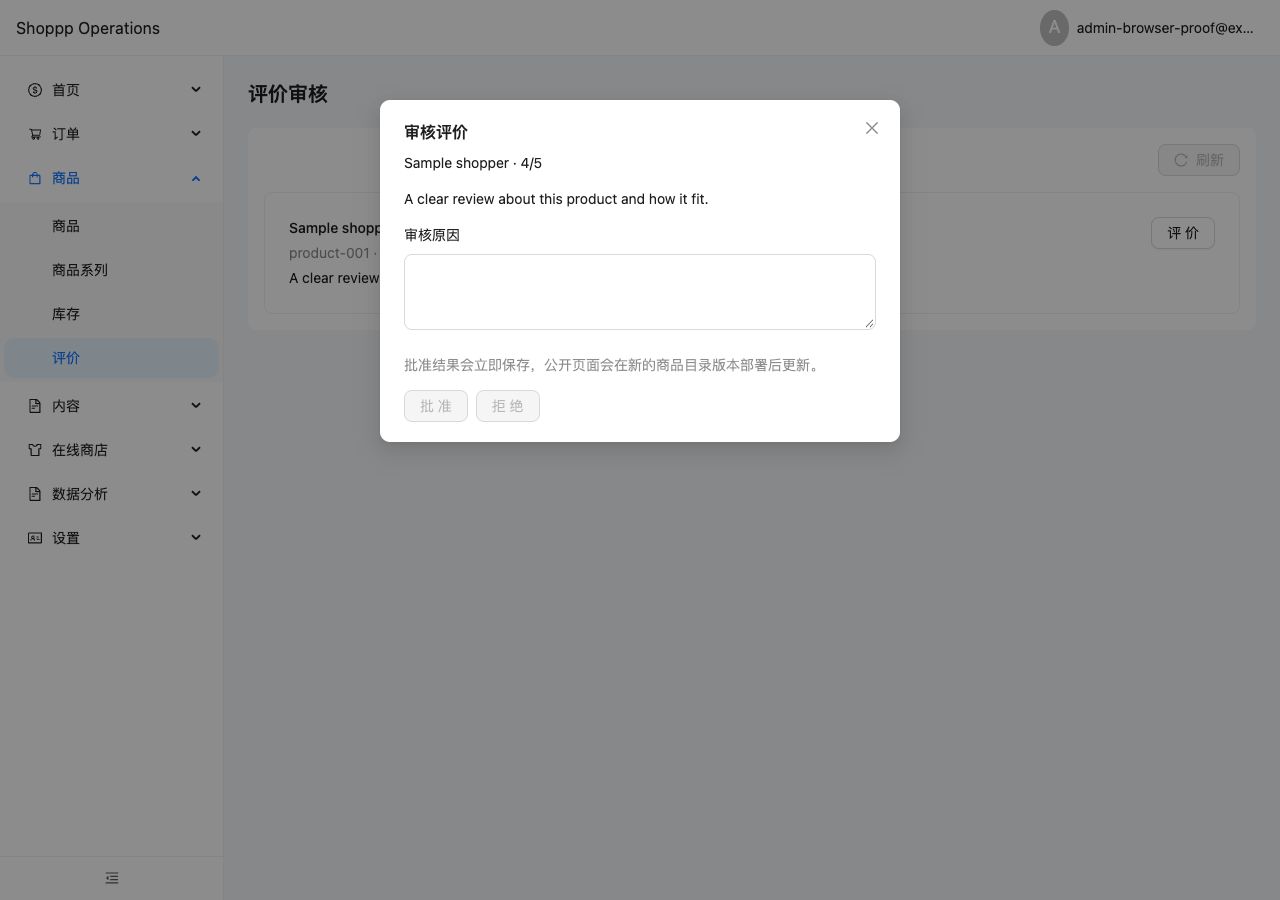 Shoppp Operations
A
admin-browser-proof@ex...
首页
订单
商品
商品
商品系列
库存
评价
内容
在线商店
数据分析
设置
评价审核
刷新
Sample shopp
product-001 ·
A clear review
评 价
审核评价
Sample shopper · 4/5
A clear review about this product and how it fit.
审核原因
批准结果会立即保存，公开页面会在新的商品目录版本部署后更新。
批 准
拒 绝